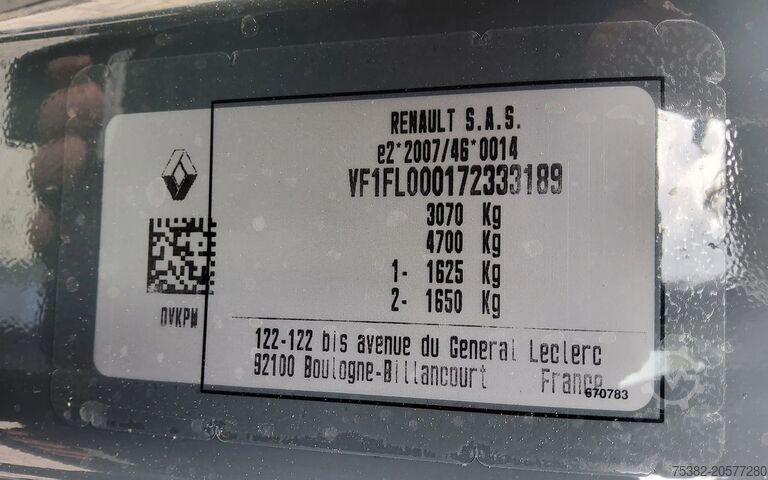 RENAULT S.A.S.
e2*2007/46*0014
VF1FL000172333189
3070 Kg
4700 Kg
1- 1625 Kg
2- 1650 Kg
DVKPW
122-122 bis avenue du General Leclerc
92100 Boulogne-Billancourt France
670783
75382-20577280